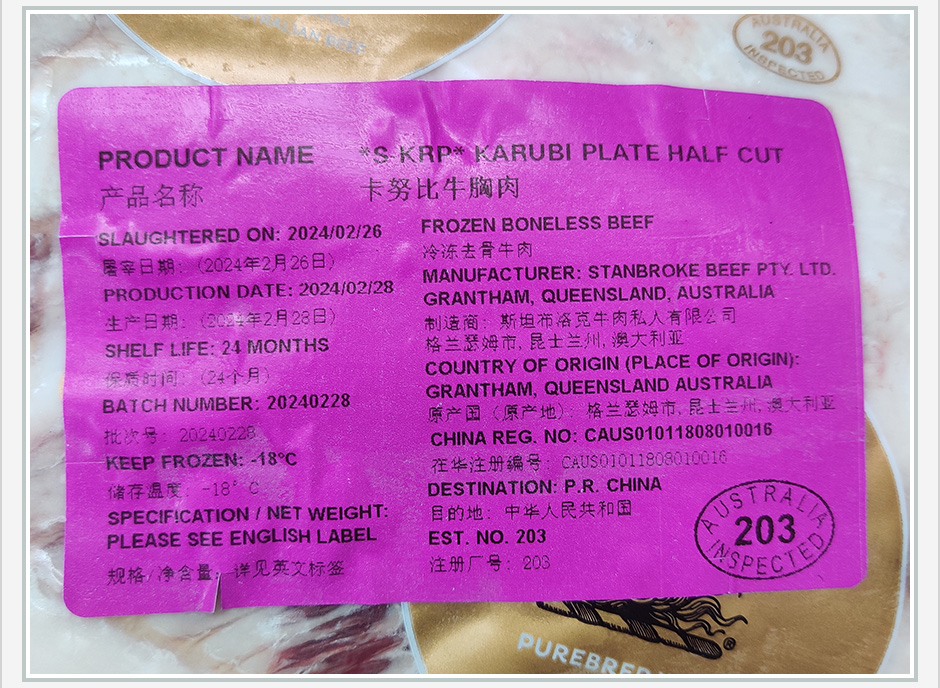 AUSTRALIAN BEEF
AUSTRALIA
203
INSPECTED
PRODUCT NAME *S KRP* KARUBI PLATE HALF CUT
产品名称 卡努比牛胸肉
SLAUGHTERED ON: 2024/02/26
屠宰日期: (2024年2月26日)
PRODUCTION DATE: 2024/02/28
生产日期: (2024年2月28日)
SHELF LIFE: 24 MONTHS
保质时间: (24个月)
BATCH NUMBER: 20240228
批次号: 20240228
KEEP FROZEN: -18°C
储存温度: -18°C
SPECIFICATION / NET WEIGHT:
PLEASE SEE ENGLISH LABEL
规格/净含量: 详见英文标签
FROZEN BONELESS BEEF
冷冻去骨牛肉
MANUFACTURER: STANBROKE BEEF PTY. LTD.
GRANTHAM, QUEENSLAND, AUSTRALIA
制造商: 斯坦布洛克牛肉私人有限公司
格兰瑟姆市, 昆士兰州, 澳大利亚
COUNTRY OF ORIGIN (PLACE OF ORIGIN):
GRANTHAM, QUEENSLAND AUSTRALIA
原产国 (原产地): 格兰瑟姆市, 昆士兰州, 澳大利亚
CHINA REG. NO: CAUS01011808010016
在华注册编号: CAUS01011808010016
DESTINATION: P.R. CHINA
目的地: 中华人民共和国
EST. NO. 203
注册厂号: 203
AUSTRALIA
203
INSPECTED
®
PUREBRED